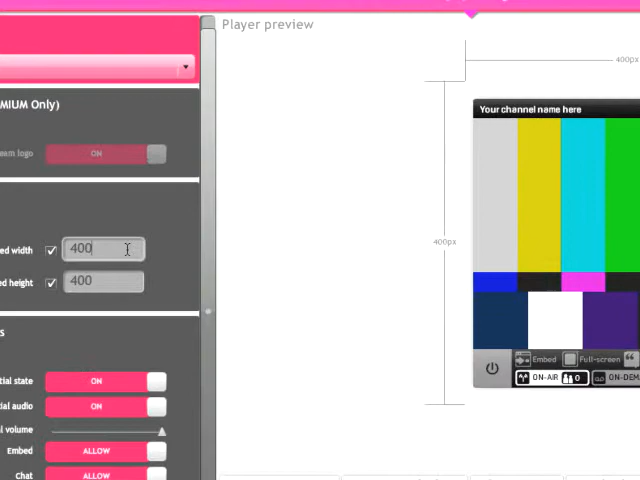 Player preview
MIUM Only)
eam logo
ON
400px
Your channel name here
ed width
400
400px
ed height
400
s
tial state
ON
Embed
Full-screen
ON-AIR
0
ON-DEM
tial audio
ON
l volume
Embed
ALLOW
Chat
ALLOW